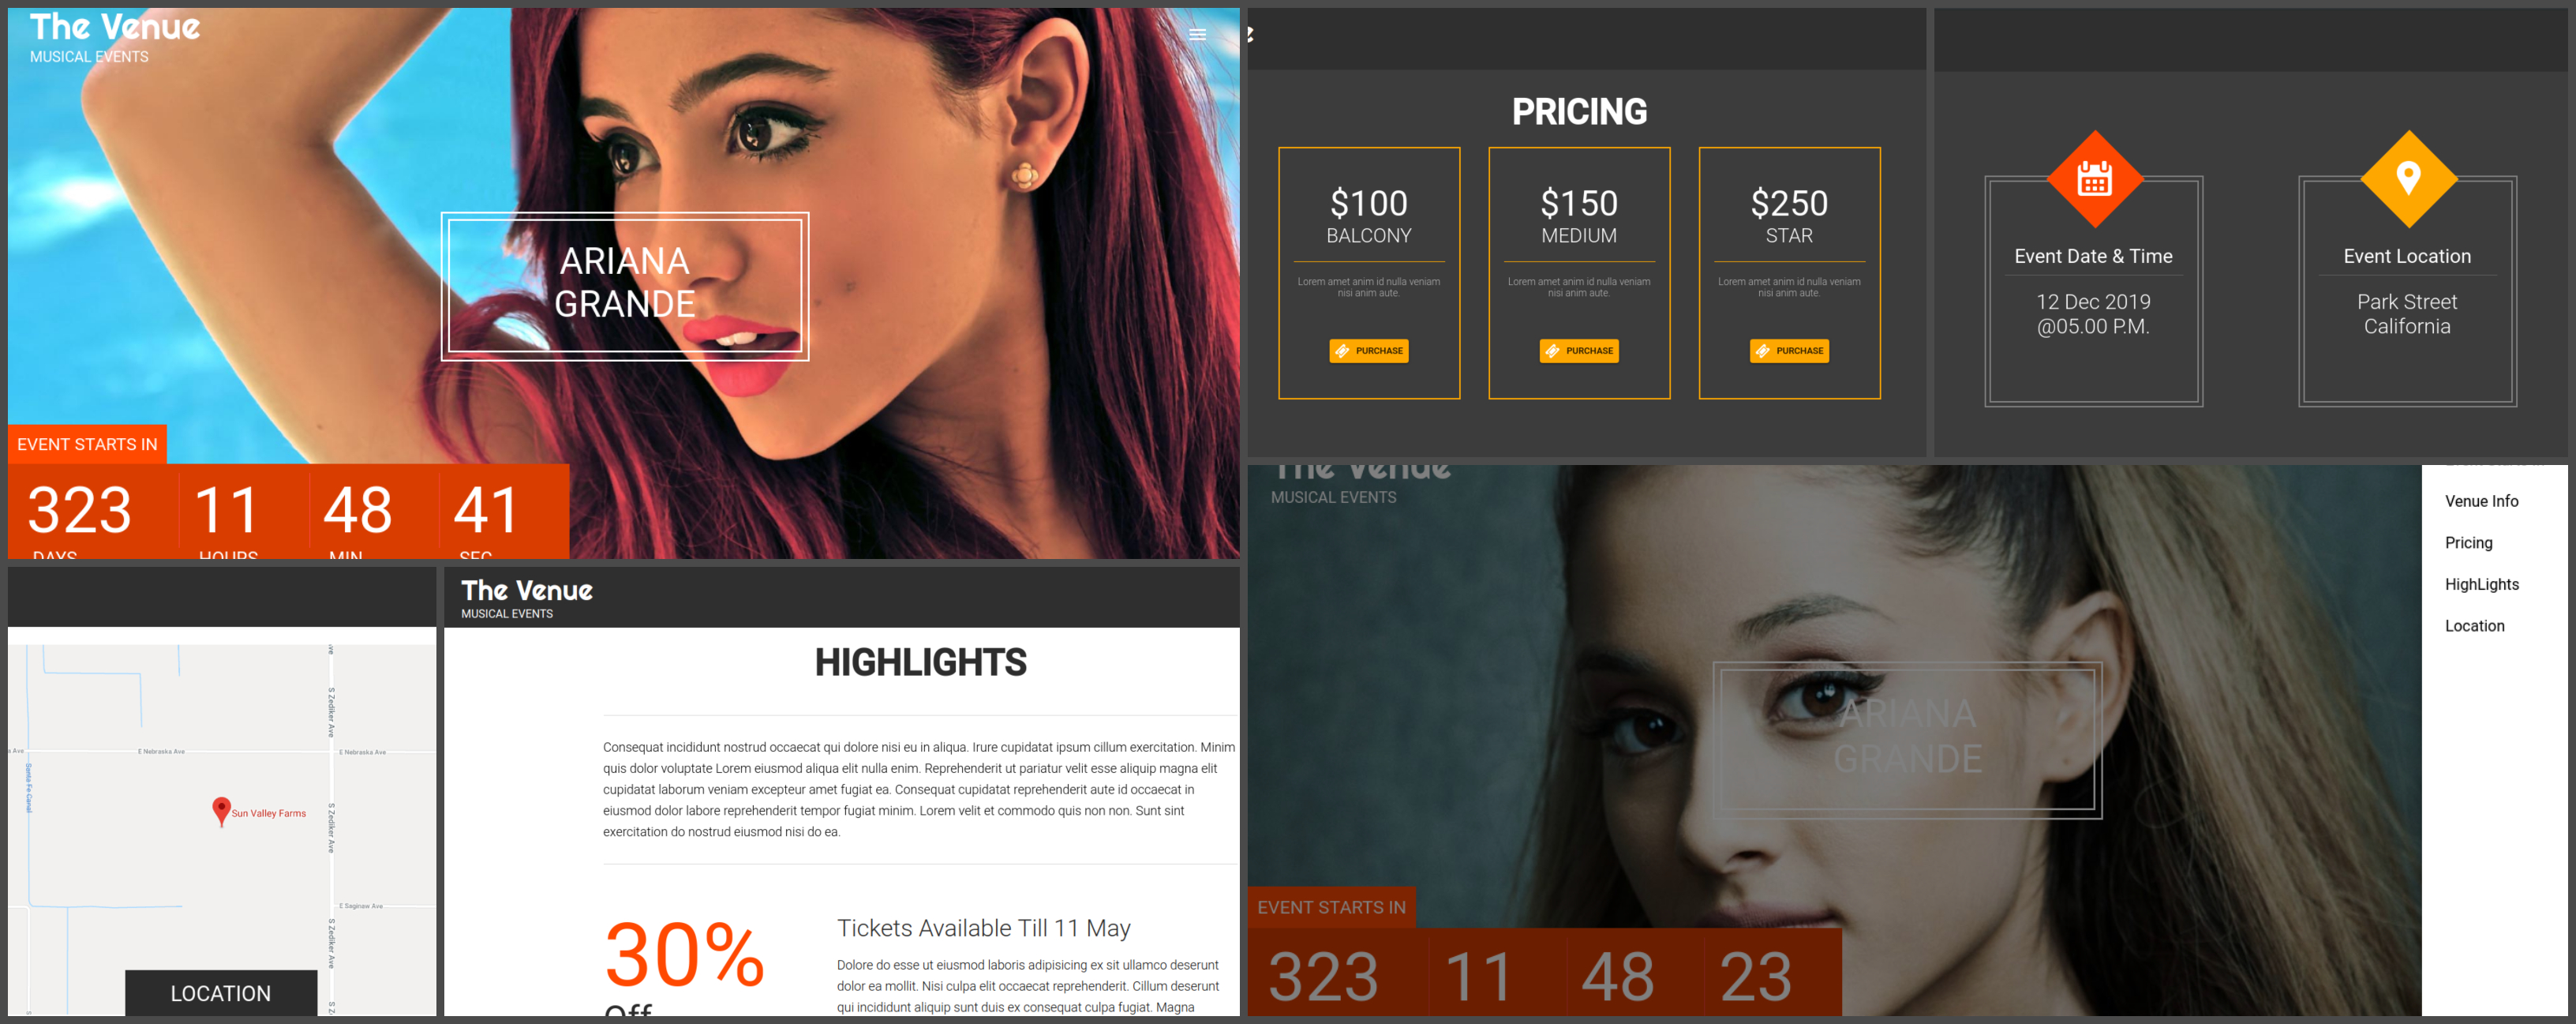 The Venue
MUSICAL EVENTS
ARIANA
GRANDE
EVENT STARTS IN
323 11 48 41
DAYS HOURS MIN SEC
PRICING
$100
BALCONY
Lorem amet anim id nulla veniam
nisi anim aute.
PURCHASE
$150
MEDIUM
Lorem amet anim id nulla veniam
nisi anim aute.
PURCHASE
$250
STAR
Lorem amet anim id nulla veniam
nisi anim aute.
PURCHASE
Event Date & Time
12 Dec 2019
@05.00 P.M.
Event Location
Park Street
California
S Zediker Ave
E Nebraska Ave
E Nebraska Ave
Santa Fe Canal
Sun Valley Farms
S Zediker Ave
E Saginaw Ave
S Zediker Ave
LOCATION
The Venue
MUSICAL EVENTS
HIGHLIGHTS
Consequat incididunt nostrud occaecat qui dolore nisi eu in aliqua. Irure cupidatat ipsum cillum exercitation. Minim
quis dolor voluptate Lorem eiusmod aliqua elit nulla enim. Reprehenderit ut pariatur velit esse aliquip magna elit
cupidatat laborum veniam excepteur amet fugiat ea. Consequat cupidatat reprehenderit aute id occaecat in
eiusmod dolor labore reprehenderit tempor fugiat minim. Lorem velit et commodo quis non non. Sunt sint
exercitation do nostrud eiusmod nisi do ea.
30%
Off
Tickets Available Till 11 May
Dolore do esse ut eiusmod laboris adipisicing ex sit ullamco deserunt
dolor ea mollit. Nisi culpa elit occaecat reprehenderit. Cillum deserunt
qui incididunt aliquip sunt duis ex consequat culpa fugiat. Magna
The Venue
MUSICAL EVENTS
ARIANA
GRANDE
EVENT STARTS IN
323 11 48 23
Venue Info
Pricing
HighLights
Location